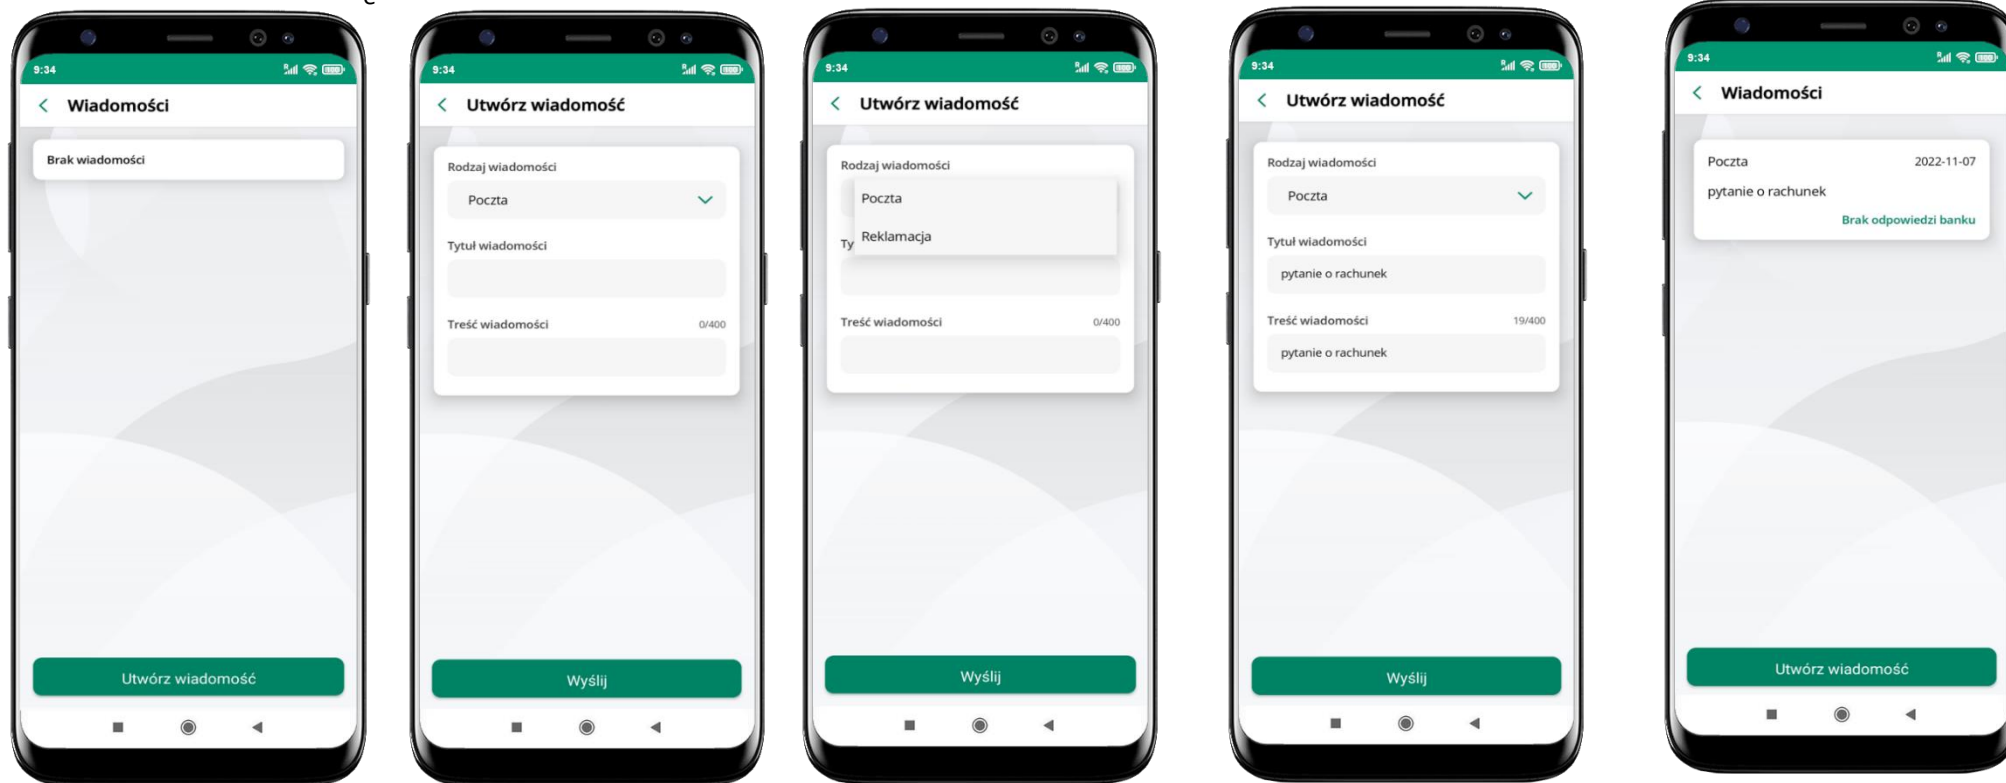 9:34
Wiadomości
Brak wiadomości
Utwórz wiadomość
9:34
Utwórz wiadomość
Rodzaj wiadomości
Poczta
Tytuł wiadomości
Treść wiadomości 0/400
Wyślij
9:34
Utwórz wiadomość
Rodzaj wiadomości
Poczta
Reklamacja
Ty
Treść wiadomości 0/400
Wyślij
9:34
Utwórz wiadomość
Rodzaj wiadomości
Poczta
Tytuł wiadomości
pytanie o rachunek
Treść wiadomości 19/400
pytanie o rachunek
Wyślij
9:34
Wiadomości
Poczta 2022-11-07
pytanie o rachunek
Brak odpowiedzi banku
Utwórz wiadomość